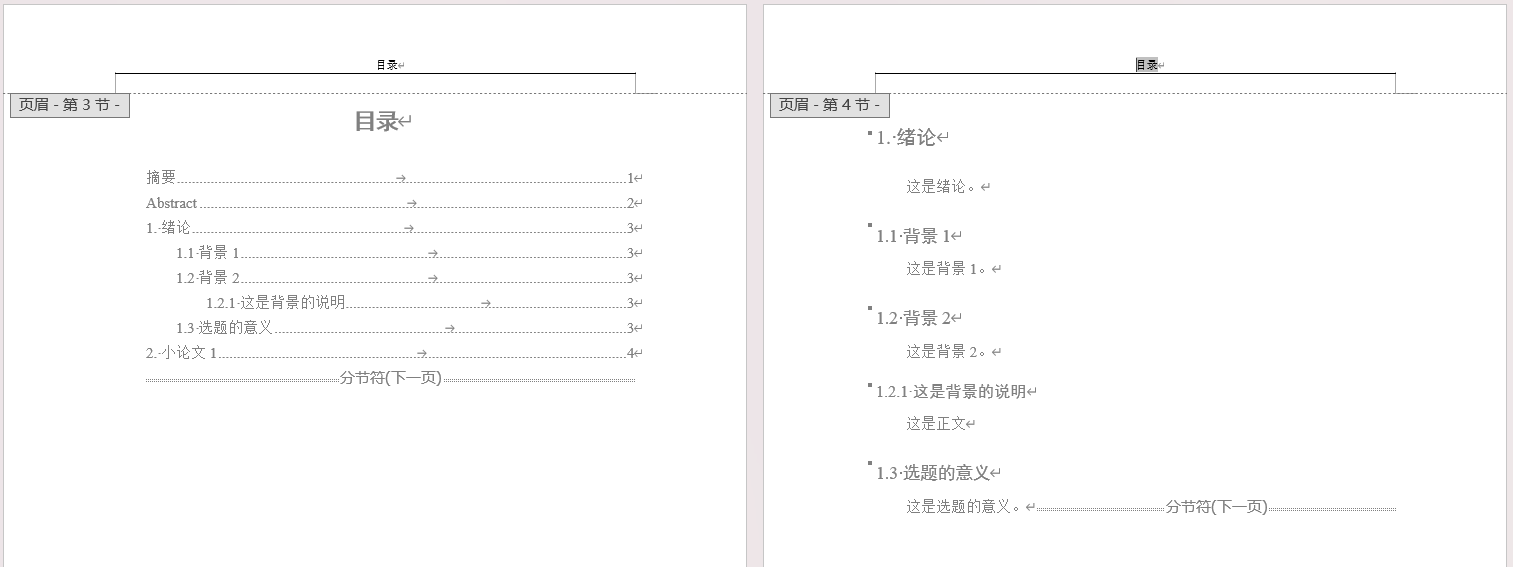 目录
页眉 - 第 3 节 -
目录
摘要 1
Abstract 2
1. 绪论 3
1.1 背景 1 3
1.2 背景 2 3
1.2.1 这是背景的说明 3
1.3 选题的意义 3
2. 小论文 1 4
分节符(下一页)
目录
页眉 - 第 4 节 -
1. 绪论
这是绪论。
1.1 背景 1
这是背景 1。
1.2 背景 2
这是背景 2。
1.2.1 这是背景的说明
这是正文
1.3 选题的意义
这是选题的意义。 分节符(下一页)